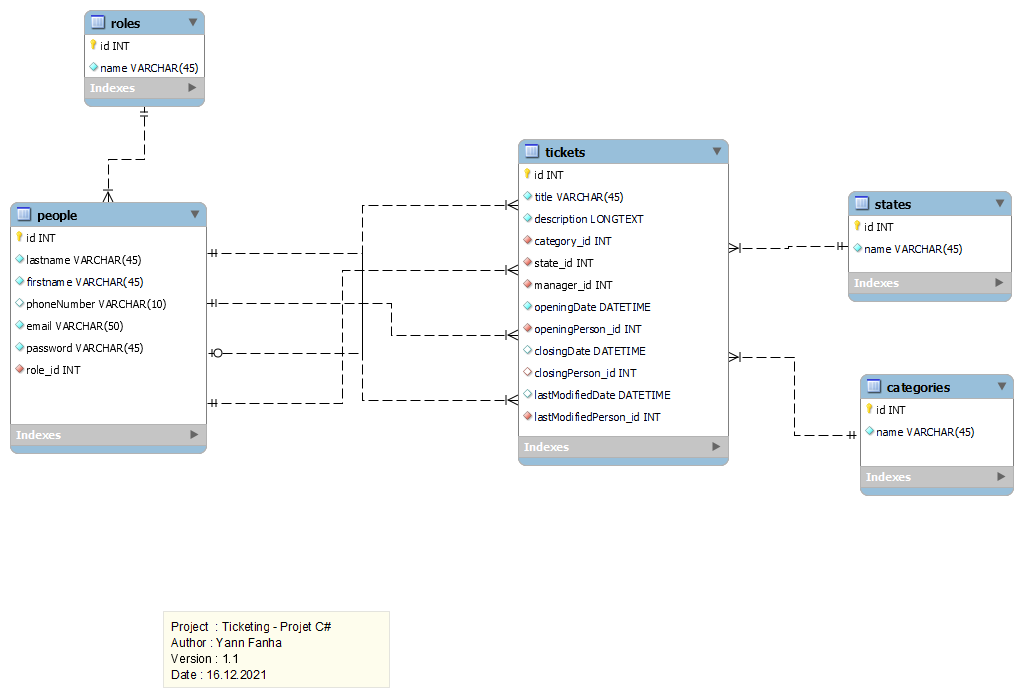 roles
id INT
name VARCHAR(45)
Indexes
people
id INT
lastname VARCHAR(45)
firstname VARCHAR(45)
phoneNumber VARCHAR(10)
email VARCHAR(50)
password VARCHAR(45)
role_id INT
Indexes
tickets
id INT
title VARCHAR(45)
description LONGTEXT
category_id INT
state_id INT
manager_id INT
openingDate DATETIME
openingPerson_id INT
closingDate DATETIME
closingPerson_id INT
lastModifiedDate DATETIME
lastModifiedPerson_id INT
Indexes
states
id INT
name VARCHAR(45)
Indexes
categories
id INT
name VARCHAR(45)
Indexes
Project : Ticketing - Projet C#
Author : Yann Fanha
Version : 1.1
Date : 16.12.2021